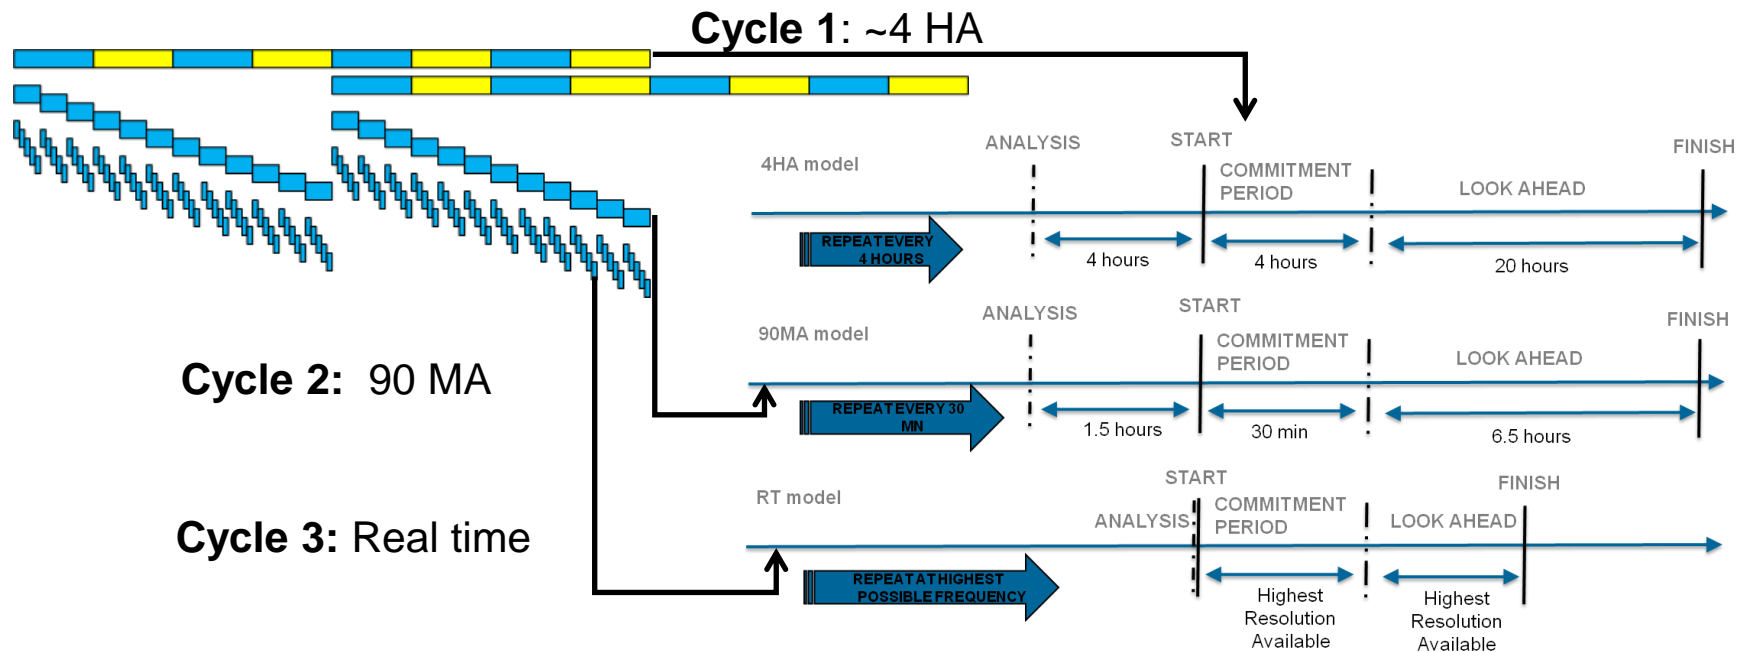 Cycle 1: ~4 HA
4HA model
ANALYSIS
START
COMMITMENT
PERIOD
LOOK AHEAD
FINISH
REPEAT EVERY
4 HOURS
4 hours
4 hours
20 hours
Cycle 2: 90 MA
90MA model
ANALYSIS
START
COMMITMENT
PERIOD
LOOK AHEAD
FINISH
REPEAT EVERY 30
MN
1.5 hours
30 min
6.5 hours
Cycle 3: Real time
RT model
ANALYSIS
START
COMMITMENT
PERIOD
LOOK AHEAD
FINISH
REPEAT AT HIGHEST
POSSIBLE FREQUENCY
Highest
Resolution
Available
Highest
Resolution
Available